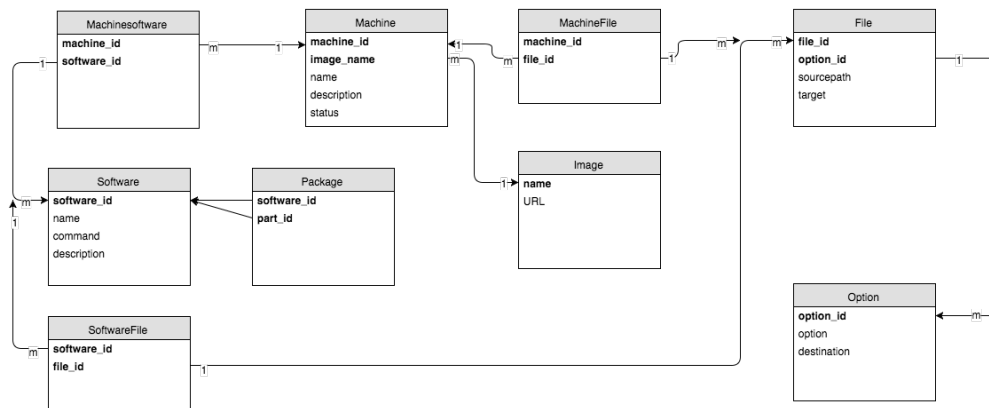 Machinesoftware
machine_id
software_id
Machine
machine_id
image_name
name
description
status
MachineFile
machine_id
file_id
File
file_id
option_id
sourcepath
target
m
1
1
m
m
1
m
m
1
1
Software
software_id
name
command
description
Package
software_id
part_id
Image
name
URL
m
1
1
SoftwareFile
software_id
file_id
m
1
Option
option_id
option
destination
m